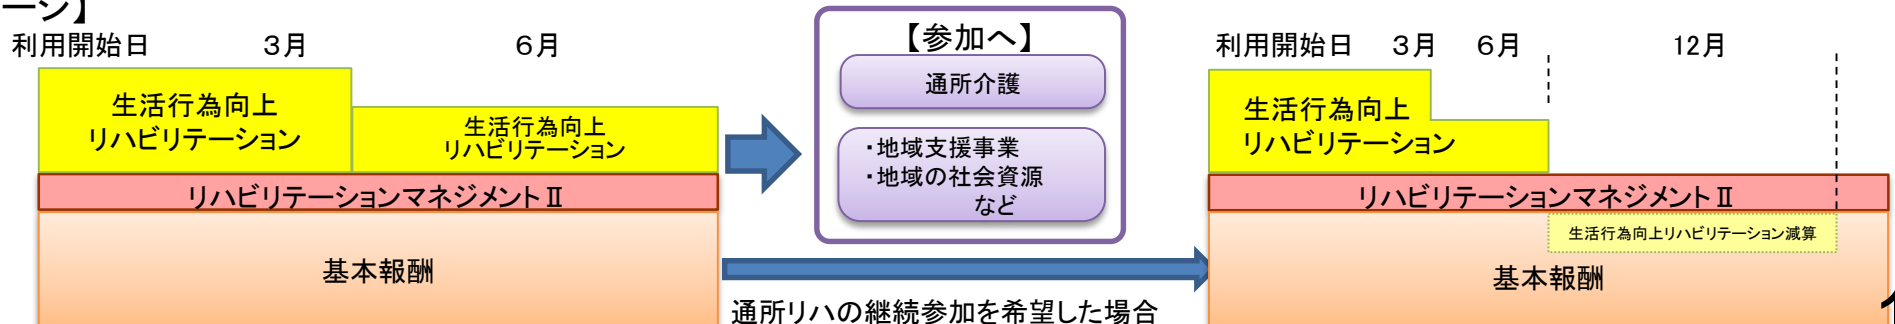 ーン】
利用開始日　3月　6月
生活行為向上
リハビリテーション
生活行為向上
リハビリテーション
リハビリテーションマネジメントⅡ
基本報酬
【参加へ】
通所介護
・地域支援事業
・地域の社会資源
など
通所リハの継続参加を希望した場合
利用開始日　3月　6月　12月
生活行為向上
リハビリテーション
リハビリテーションマネジメントⅡ
生活行為向上リハビリテーション減算
基本報酬